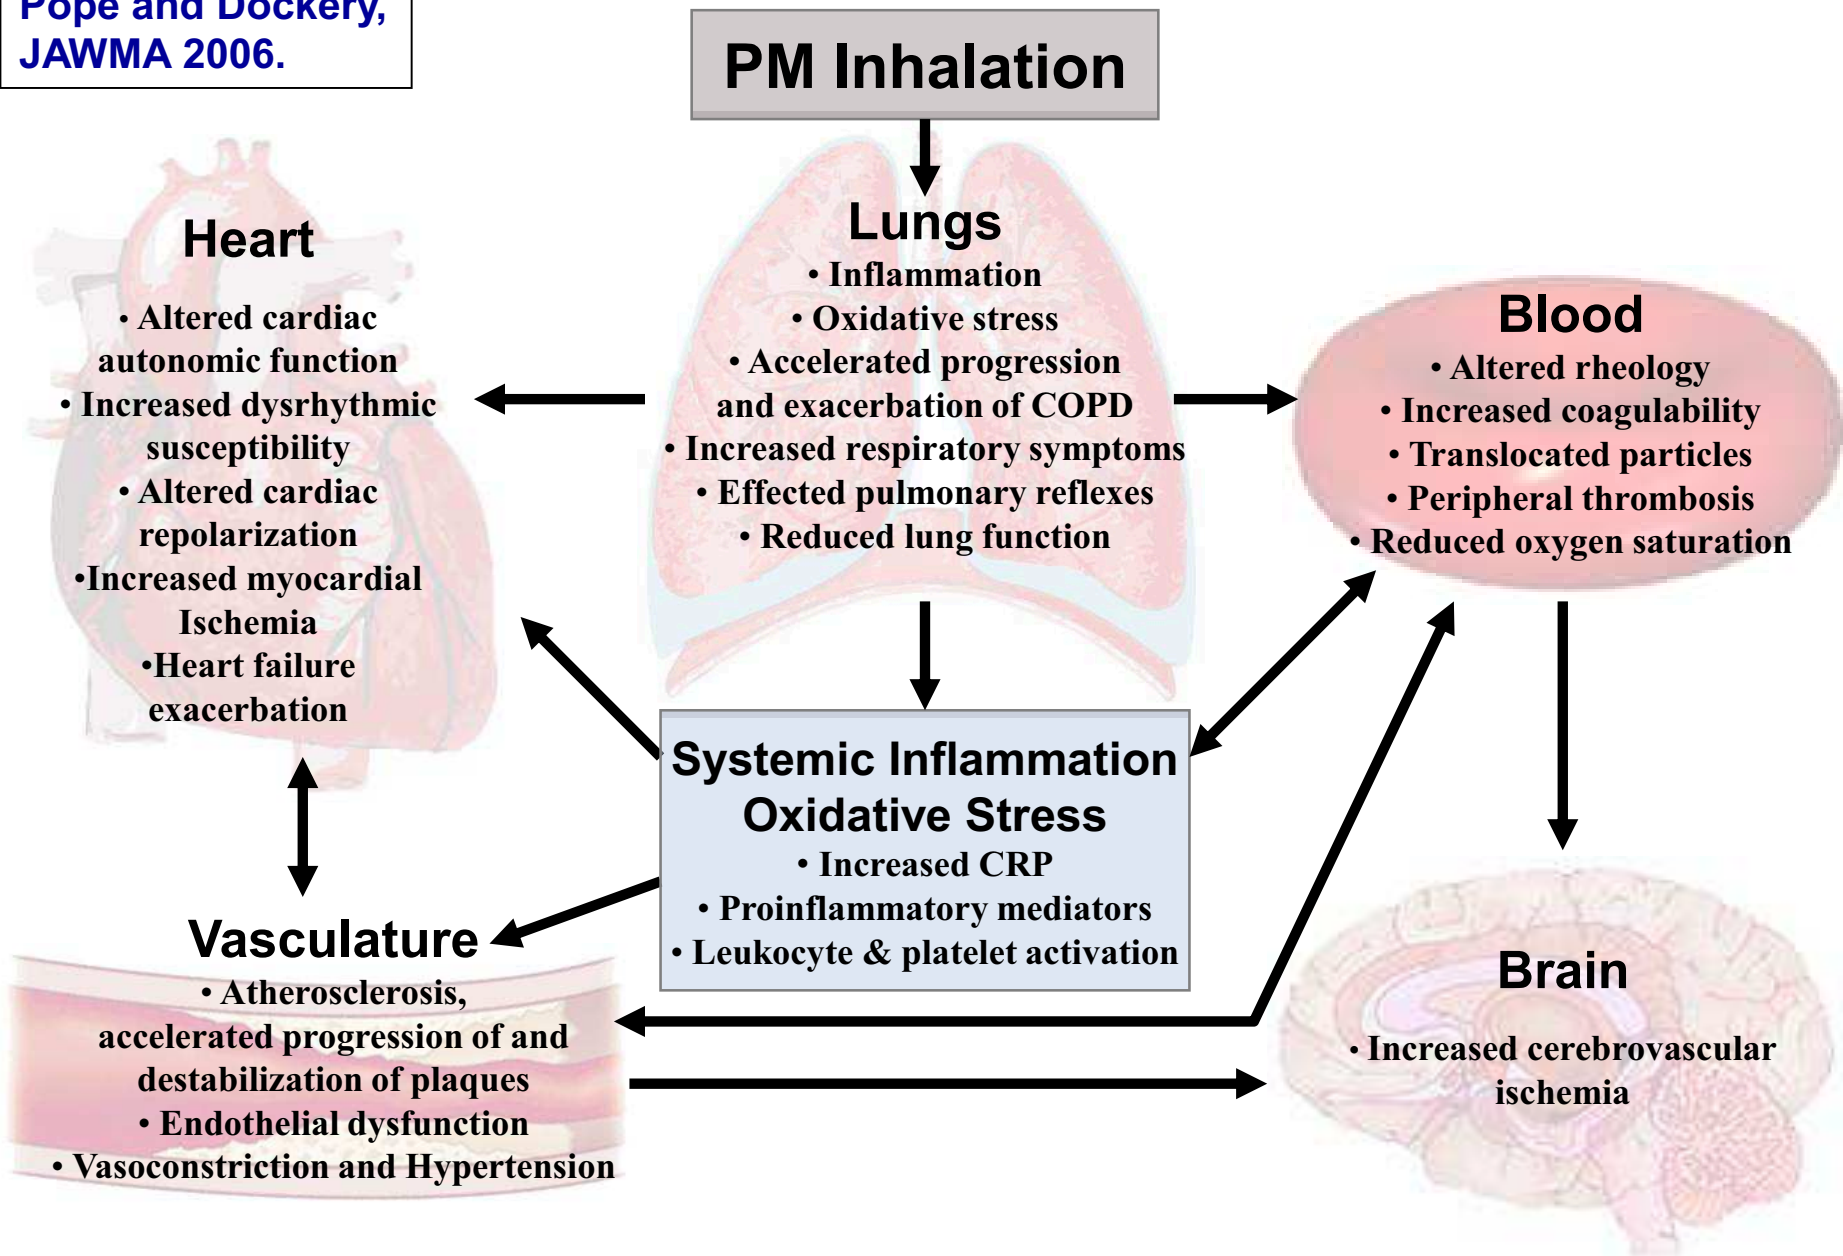 Pope and Dockery,
JAWMA 2006.
PM Inhalation
Heart
• Altered cardiac
autonomic function
• Increased dysrhythmic
susceptibility
• Altered cardiac
repolarization
•Increased myocardial
Ischemia
•Heart failure
exacerbation
Lungs
• Inflammation
• Oxidative stress
• Accelerated progression
and exacerbation of COPD
• Increased respiratory symptoms
• Effected pulmonary reflexes
• Reduced lung function
Blood
• Altered rheology
• Increased coagulability
• Translocated particles
• Peripheral thrombosis
• Reduced oxygen saturation
Systemic Inflammation
Oxidative Stress
• Increased CRP
• Proinflammatory mediators
• Leukocyte & platelet activation
Vasculature
• Atherosclerosis,
accelerated progression of and
destabilization of plaques
• Endothelial dysfunction
• Vasoconstriction and Hypertension
Brain
• Increased cerebrovascular
ischemia